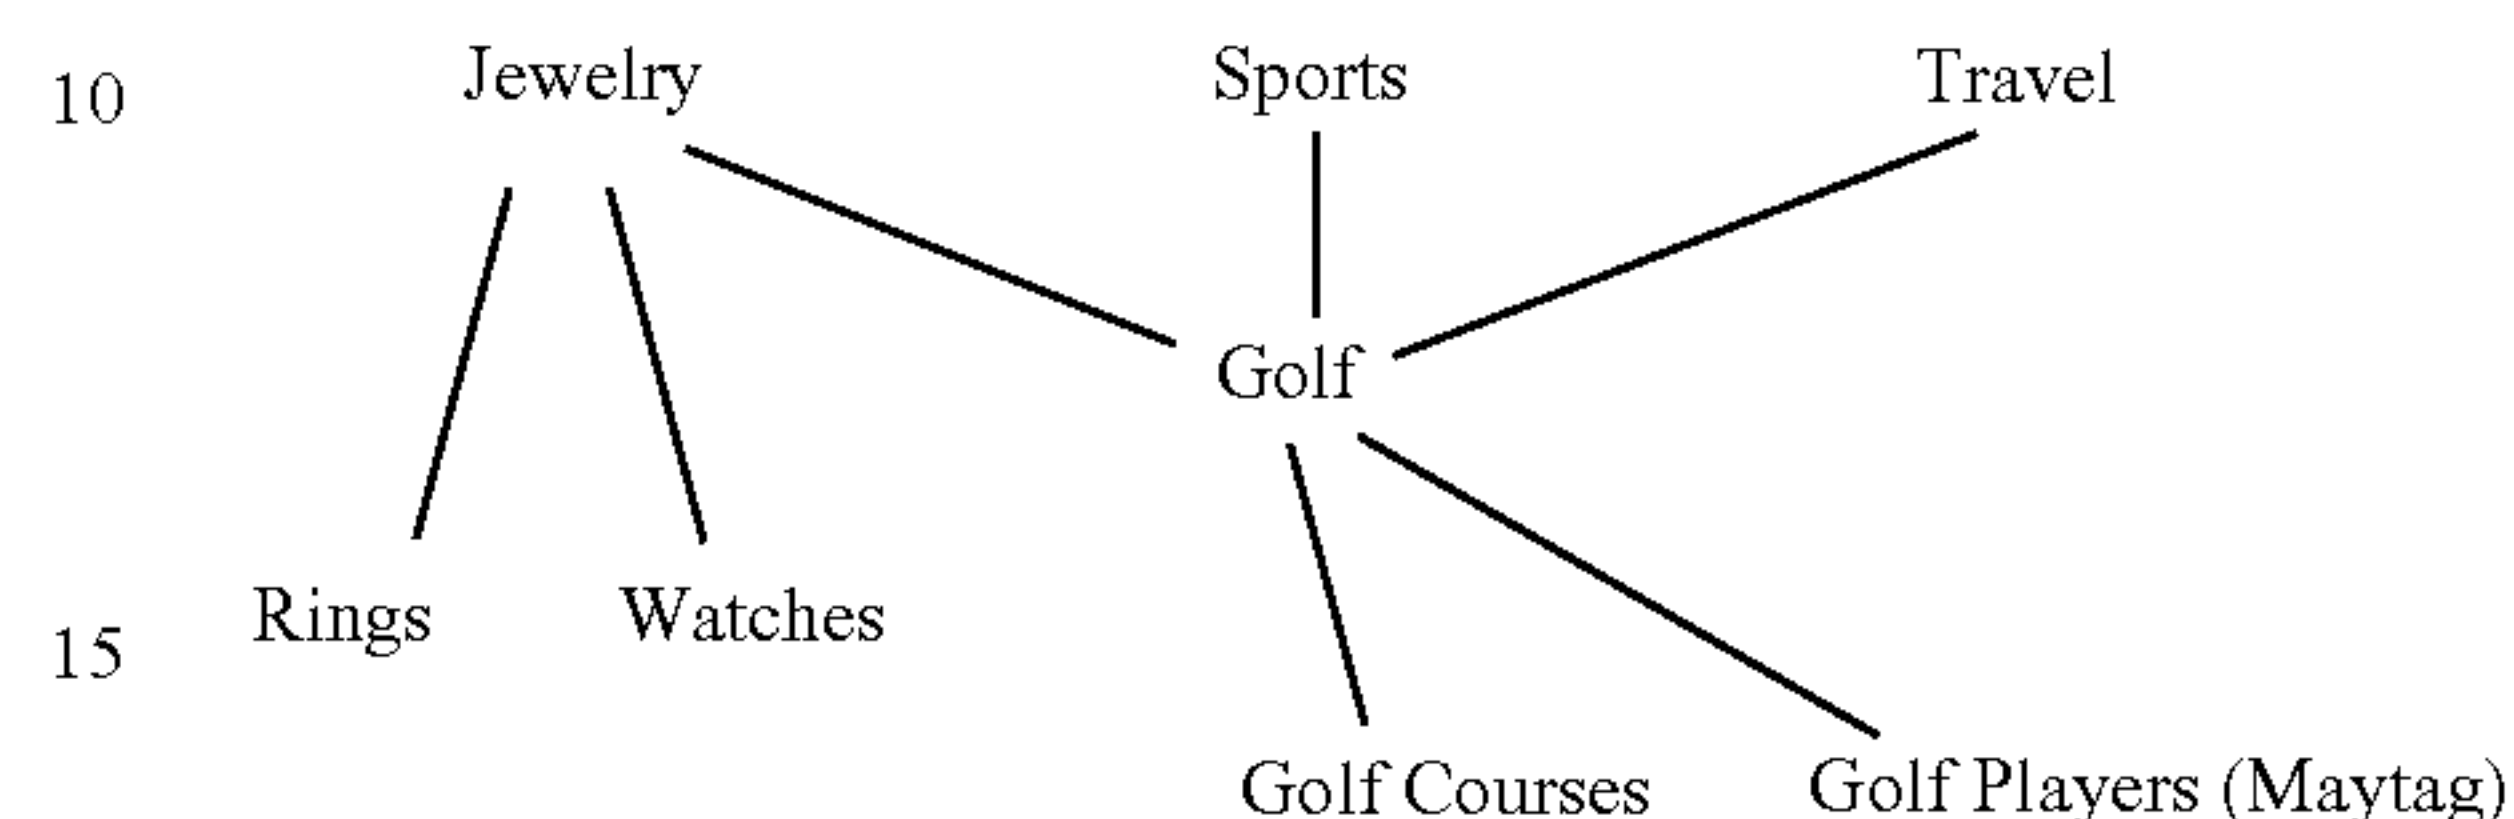 10 Jewelry Sports Travel
Golf
15 Rings Watches
Golf Courses Golf Players (Maytag)